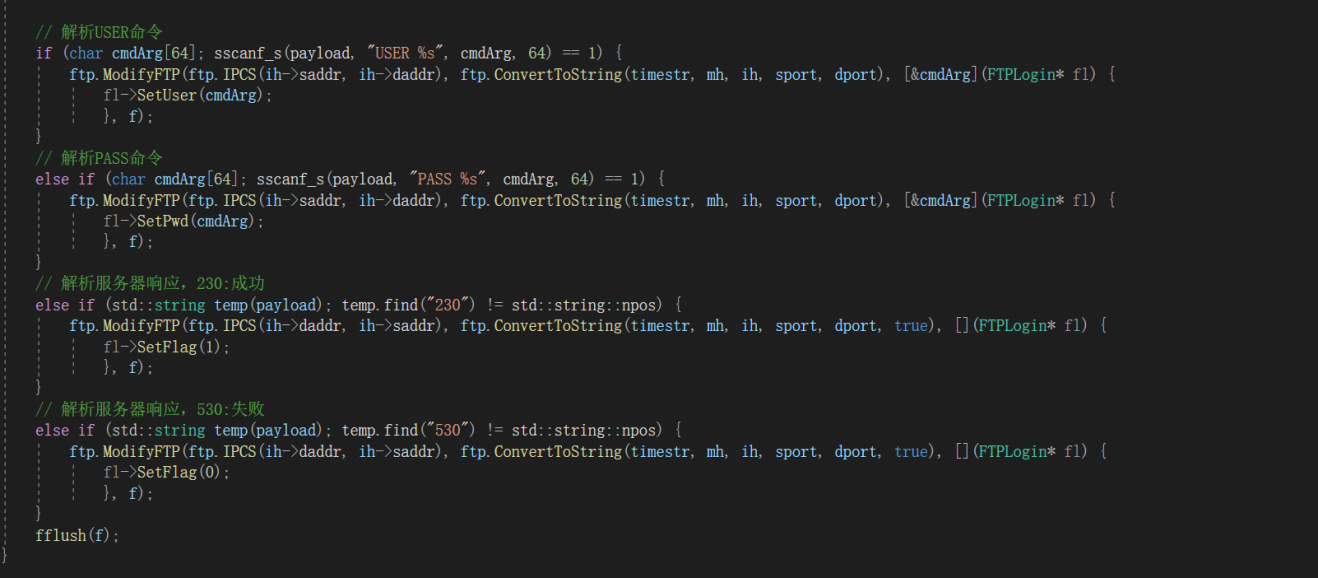 // 解析USER命令
if (char cmdArg[64]; sscanf_s(payload, "USER %s", cmdArg, 64) == 1) {
ftp.ModifyFTP(ftp.IPCS(ih->saddr, ih->daddr), ftp.ConvertToString(timestr, mh, ih, sport, dport), [&cmdArg](FTPLogin* fl) {
fl->SetUser(cmdArg);
}, f);
}
// 解析PASS命令
else if (char cmdArg[64]; sscanf_s(payload, "PASS %s", cmdArg, 64) == 1) {
ftp.ModifyFTP(ftp.IPCS(ih->saddr, ih->daddr), ftp.ConvertToString(timestr, mh, ih, sport, dport), [&cmdArg](FTPLogin* fl) {
fl->SetPwd(cmdArg);
}, f);
}
// 解析服务器响应，230:成功
else if (std::string temp(payload); temp.find("230") != std::string::npos) {
ftp.ModifyFTP(ftp.IPCS(ih->daddr, ih->saddr), ftp.ConvertToString(timestr, mh, ih, sport, dport, true), [](FTPLogin* fl) {
fl->SetFlag(1);
}, f);
}
// 解析服务器响应，530:失败
else if (std::string temp(payload); temp.find("530") != std::string::npos) {
ftp.ModifyFTP(ftp.IPCS(ih->daddr, ih->saddr), ftp.ConvertToString(timestr, mh, ih, sport, dport, true), [](FTPLogin* fl) {
fl->SetFlag(0);
}, f);
}
fflush(f);
}